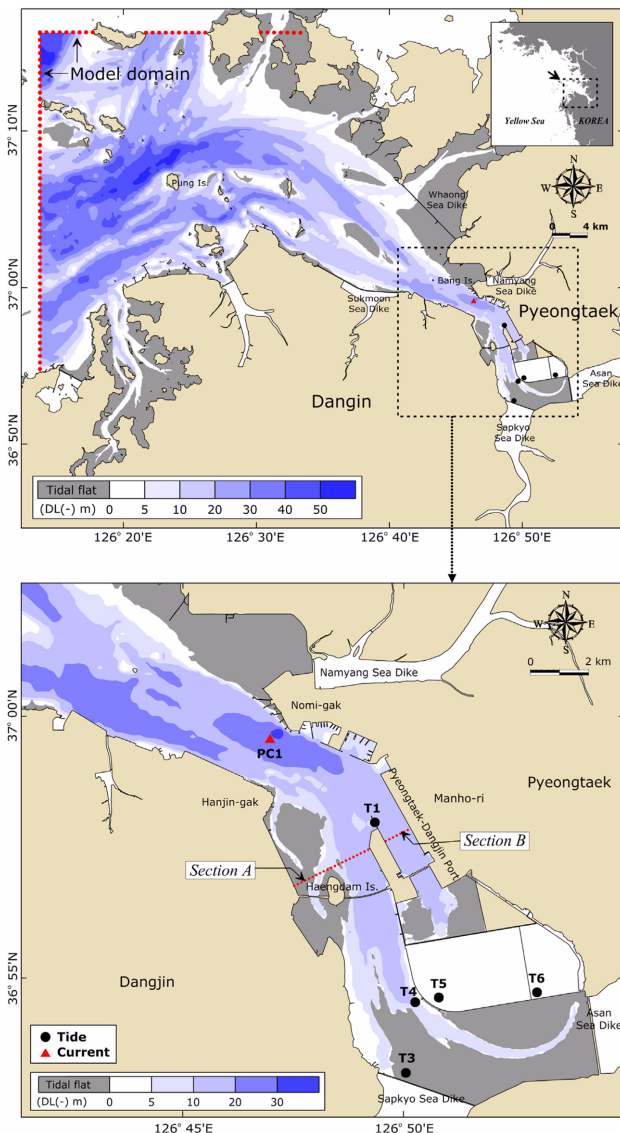 Model domain
Yellow Sea
KOREA
37° 10'N
37° 00'N
36° 50'N
N
W
E
S
0
4 km
Pung Is.
Whaong
Sea Dike
Bang Is.
Namyang
Sea Dike
Sukmoon
Sea Dike
Pyeongtaek
Asan
Sea Dike
Dangin
Sapkyo
Sea Dike
Tidal flat
(DL(-) m)
0
5
10
20
30
40
50
126° 20'E
126° 30'E
126° 40'E
126° 50'E
N
W
E
S
0
2 km
Namyang Sea Dike
Nomi-gak
37° 00'N
PC1
Pyeongtaek
Hanjin-gak
T1
Manho-ri
Pyeongtaek-Dangjin Port
Section B
Section A
Haengdam Is.
36° 55'N
Dangjin
T4
T5
T6
Asan
Sea Dike
T3
Tide
Current
Tidal flat
(DL(-) m)
0
5
10
20
30
Sapkyo Sea Dike
126° 45'E
126° 50'E